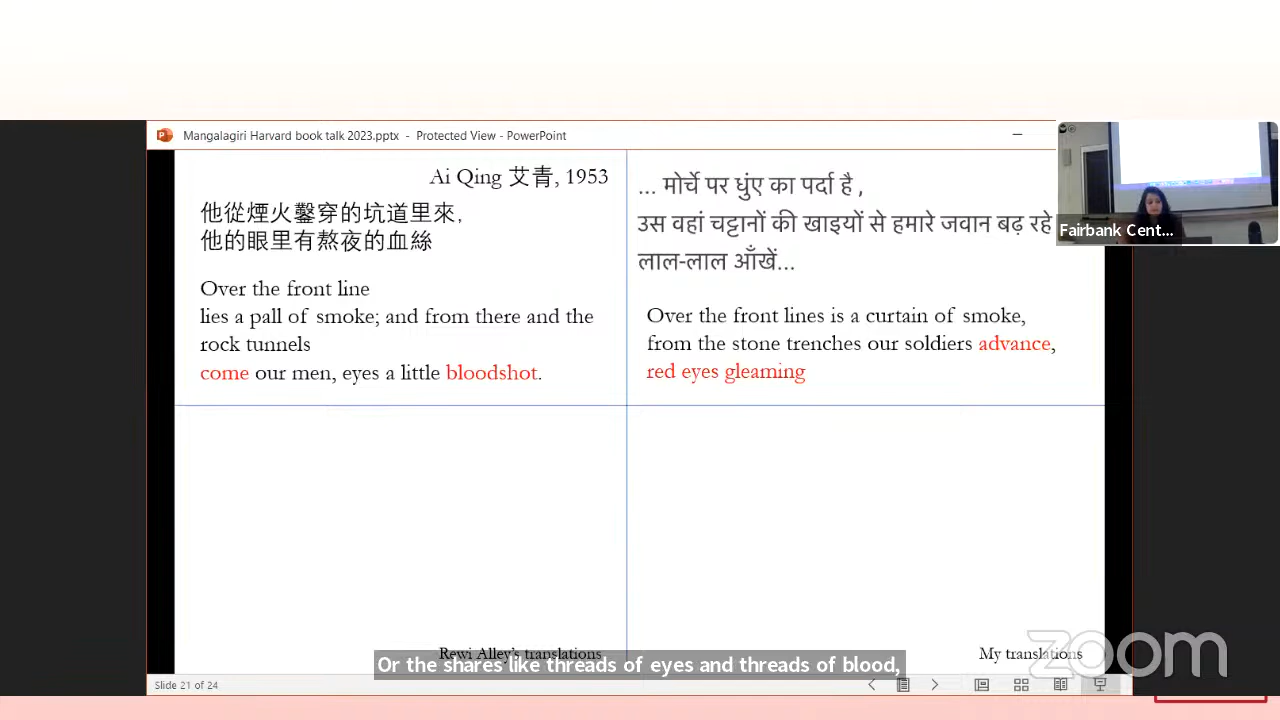 Mangalagiri Harvard book talk 2023.pptx - Protected View - PowerPoint
Ai Qing 艾青, 1953
他從煙火鑿穿的坑道里來,
他的眼里有熬夜的血絲
Over the front line
lies a pall of smoke; and from there and the
rock tunnels
come our men, eyes a little bloodshot.
Rewi Alley's translations
... मोर्चे पर धुंए का पर्दा है ,
उस वहां चट्टानों की खाइयों से हमारे जवान बढ़ रहे
लाल-लाल आँखें...
Over the front lines is a curtain of smoke,
from the stone trenches our soldiers advance,
red eyes gleaming
My translations
Fairbank Cent...
Or the shares like threads of eyes and threads of blood,
zoom
Slide 21 of 24